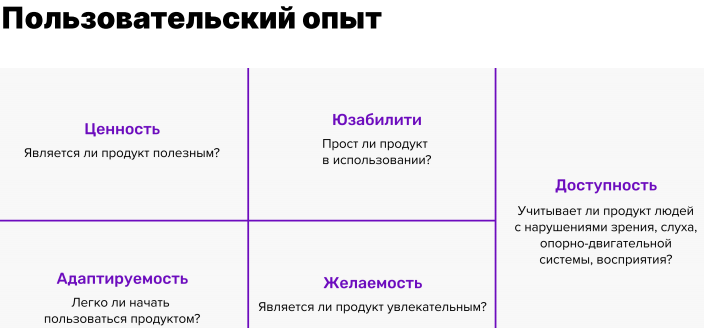 Пользовательский опыт
Ценность
Является ли продукт полезным?
Юзабилити
Прост ли продукт
в использовании?
Доступность
Учитывает ли продукт людей
с нарушениями зрения, слуха,
опорно-двигательной
системы, восприятия?
Адаптируемость
Легко ли начать
пользоваться продуктом?
Желаемость
Является ли продукт увлекательным?